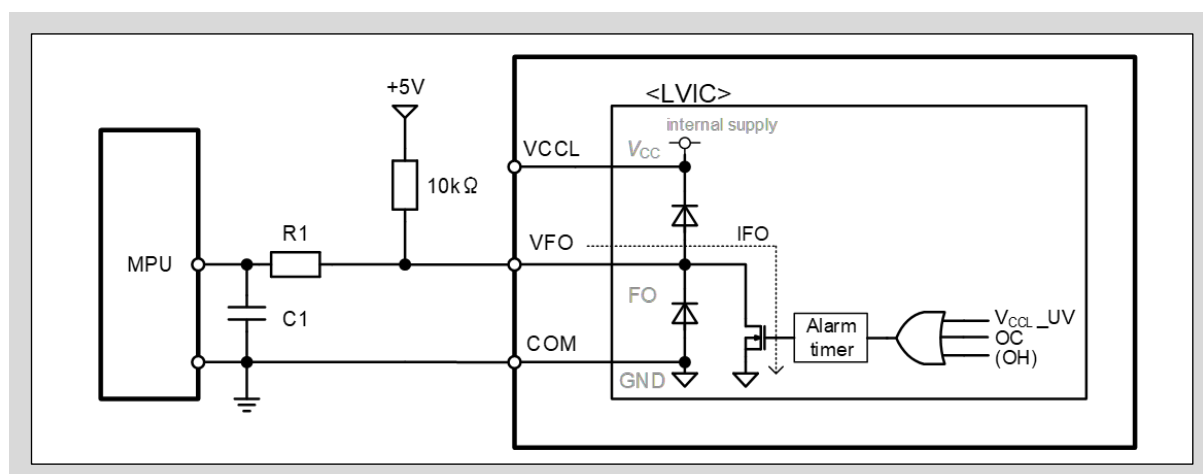 <LVIC>
+5V
internal supply
VCCL
VCC
10kΩ
R1
VFO
IFO
MPU
FO
C1
Alarm
timer
VCCL_UV
OC
(OH)
COM
GND